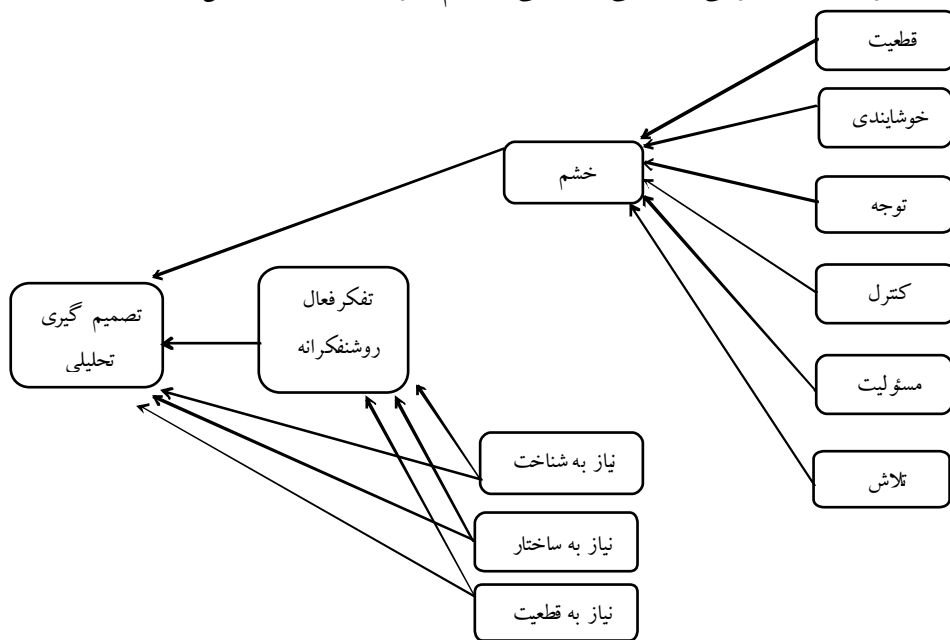 قطعیت
خوشایندی
خشم
توجه
کنترل
تفکر فعال
روشنفکرانه
تصمیم گیری
تحلیلی
مسؤلیت
نیاز به شناخت
تلاش
نیاز به ساختار
نیاز به قطعیت